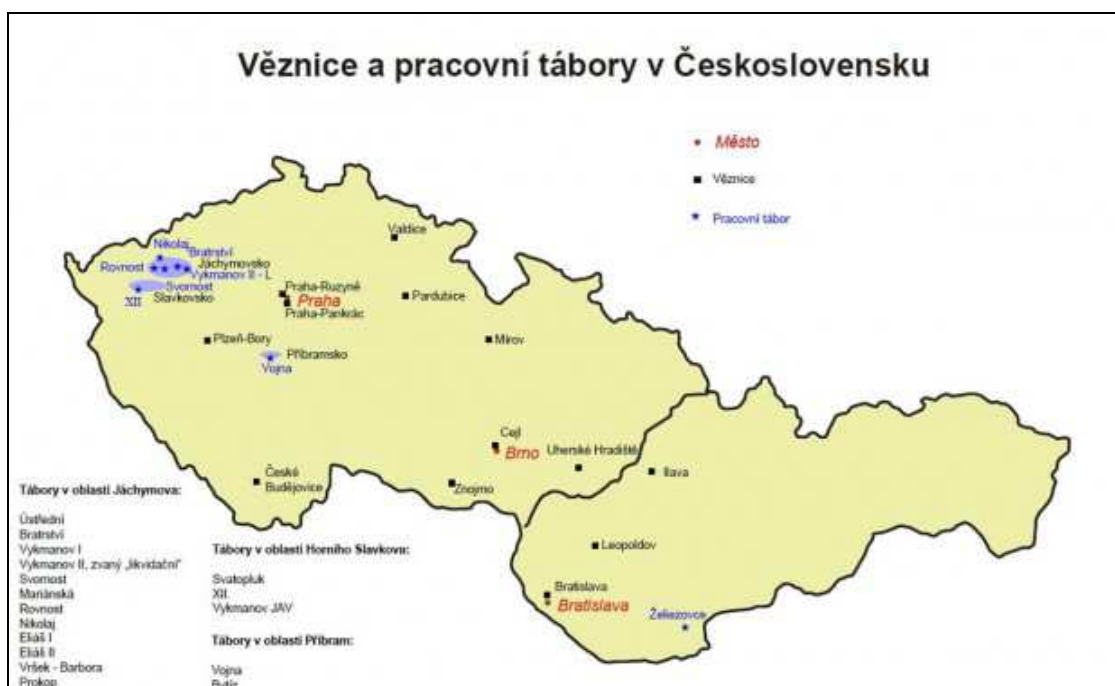 Věznice a pracovní tábory v Československu
Město
Věznice
Pracovní tábor
Valdice
Nikolaj
Bratrství
Rovnost
Jáchymovsko
Vykmanov II - L
Svornost
XII
Slavkovsko
Praha-Ruzyně
Praha
Praha-Pankrác
Pardubice
Plzeň-Bory
Mírov
Příbramsko
Vojna
Cejl
Brno
Uherské Hradiště
Ilava
České
Budějovice
Znojmo
Leopoldov
Bratislava
Bratislava
Želiezovce
Tábory v oblasti Jáchymova:
Ústřední
Bratrství
Vykmanov I
Vykmanov II, zvaný „likvidační"
Svornost
Mariánská
Rovnost
Nikolaj
Eliáš I
Eliáš II
Vršek - Barbora
Prokop
Tábory v oblasti Horního Slavkova:
Svatopluk
XII.
Vykmanov JAV
Tábory v oblasti Příbram:
Vojna
Bytíz